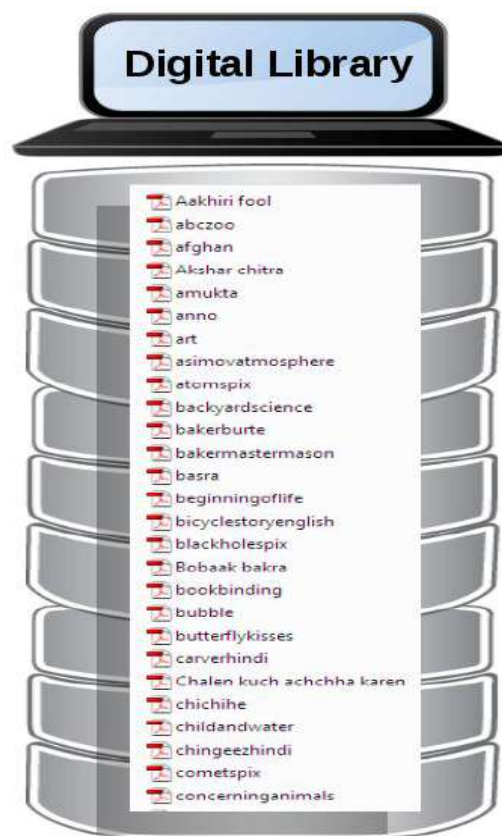 Digital Library
Aakhiri fool
abczoo
afghan
Akshar chitra
amukta
anno
art
asimovatmosphere
atomspix
backyardscience
bakerburte
bakermastermason
basra
beginningoflife
bicyclestoryenglish
blackholespix
Bobaak bakra
bookbinding
bubble
butterflykisses
carverhindi
Chalen kuch achchha karen
chichihe
childandwater
chingeezhindi
cometspix
concerninganimals